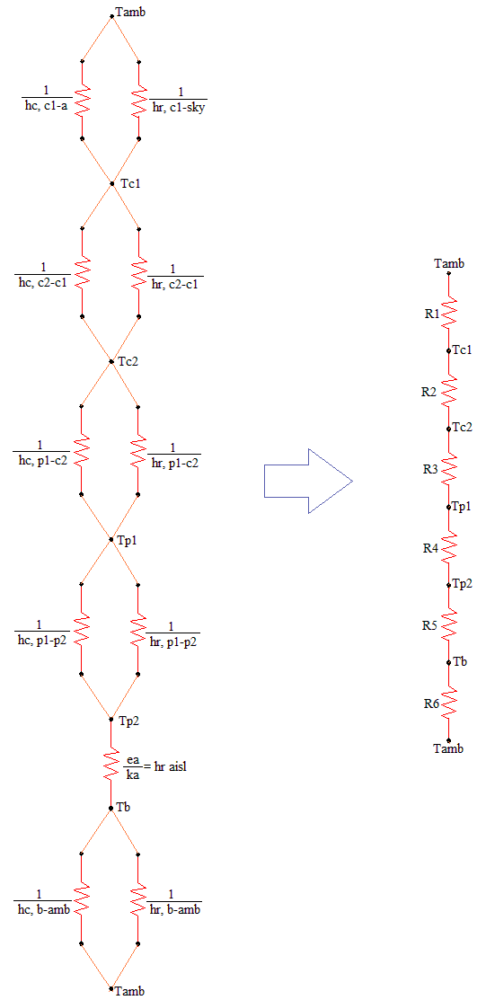 Tamb
1
hc, c1-a
1
hr, c1-sky
Tc1
1
hc, c2-c1
1
hr, c2-c1
Tc2
1
hc, p1-c2
1
hr, p1-c2
Tp1
1
hc, p1-p2
1
hr, p1-p2
Tp2
ea
ka
= hr aisl
Tb
1
hc, b-amb
1
hr, b-amb
Tamb
Tamb
R1
Tc1
R2
Tc2
R3
Tp1
R4
Tp2
R5
Tb
R6
Tamb